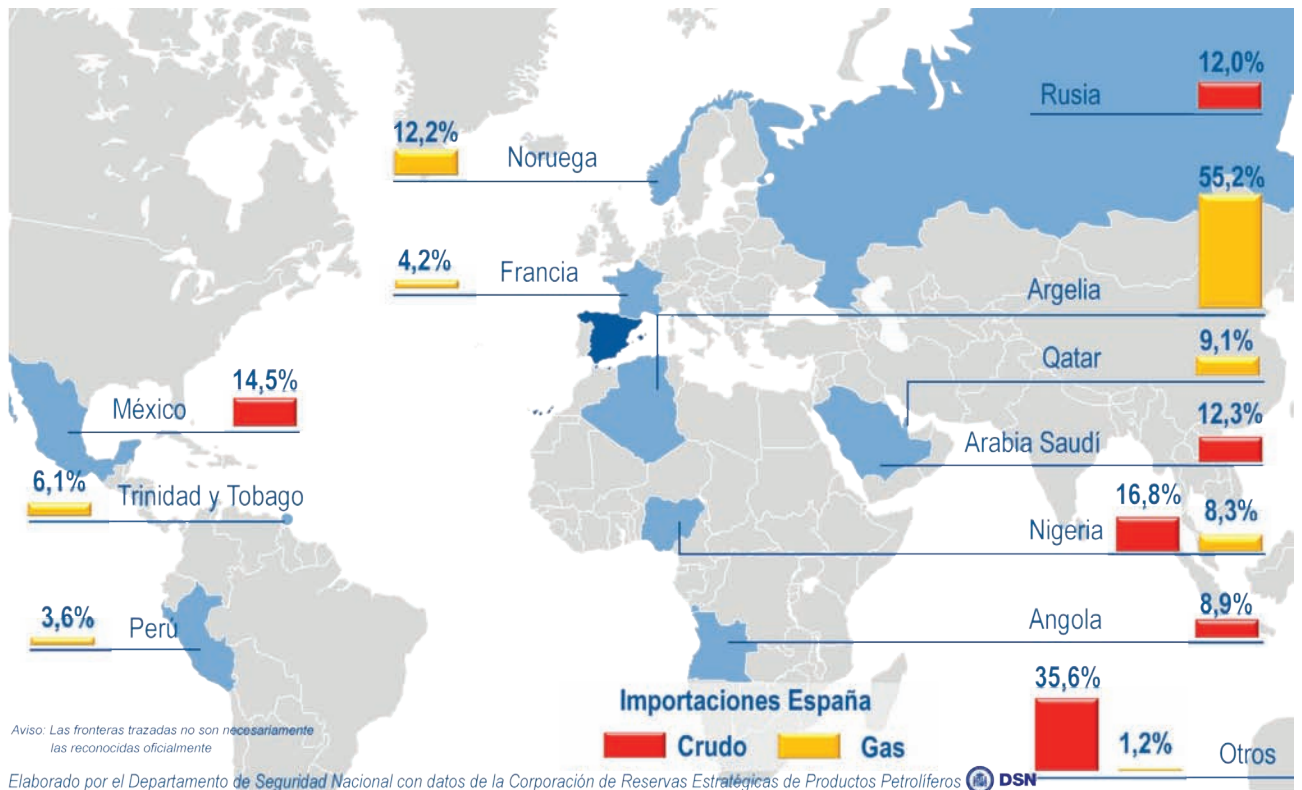 12,0%
Rusia
12,2%
Noruega
55,2%
4,2%
Francia
Argelia
9,1%
Qatar
14,5%
México
12,3%
Arabia Saudí
6,1%
Trinidad y Tobago
16,8%
8,3%
Nigeria
3,6%
Perú
8,9%
Angola
35,6%
Importaciones España
Crudo
Gas
1,2%
Otros
Aviso: Las fronteras trazadas no son necesariamente
las reconocidas oficialmente
Elaborado por el Departamento de Seguridad Nacional con datos de la Corporación de Reservas Estratégicas de Productos Petrolíferos DSN